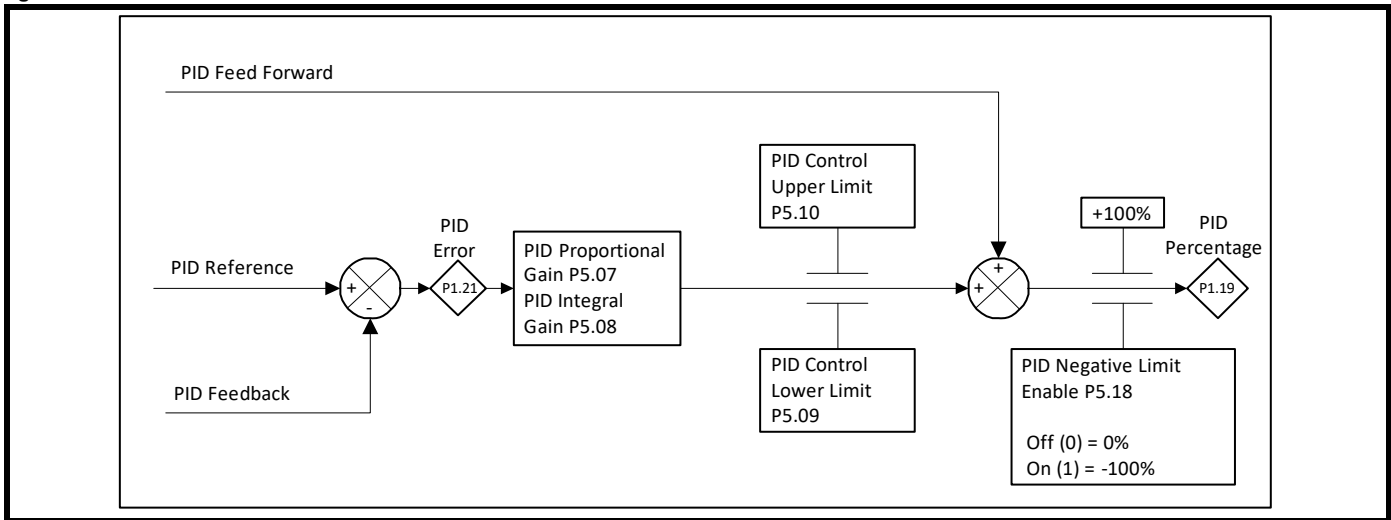 PID Feed Forward
PID Control
Upper Limit
P5.10
+100%
PID
Percentage
PID
Error
PID Reference
+
-
P1.21
PID Proportional
Gain P5.07
PID Integral
Gain P5.08
+
+
P1.19
PID Feedback
PID Control
Lower Limit
P5.09
PID Negative Limit
Enable P5.18
Off (0) = 0%
On (1) = -100%